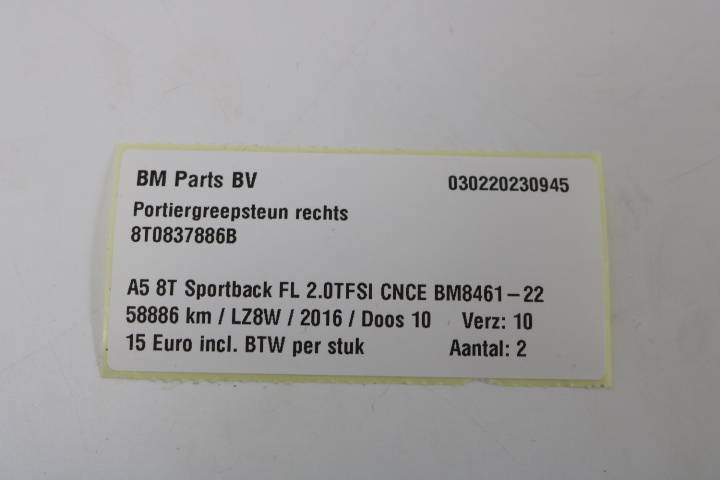 BM Parts BV 030220230945
Portiergreepsteun rechts
8T0837886B
A5 8T Sportback FL 2.0TFSI CNCE BM8461-22
58886 km / LZ8W / 2016 / Doos 10 Verz: 10
15 Euro incl. BTW per stuk Aantal: 2